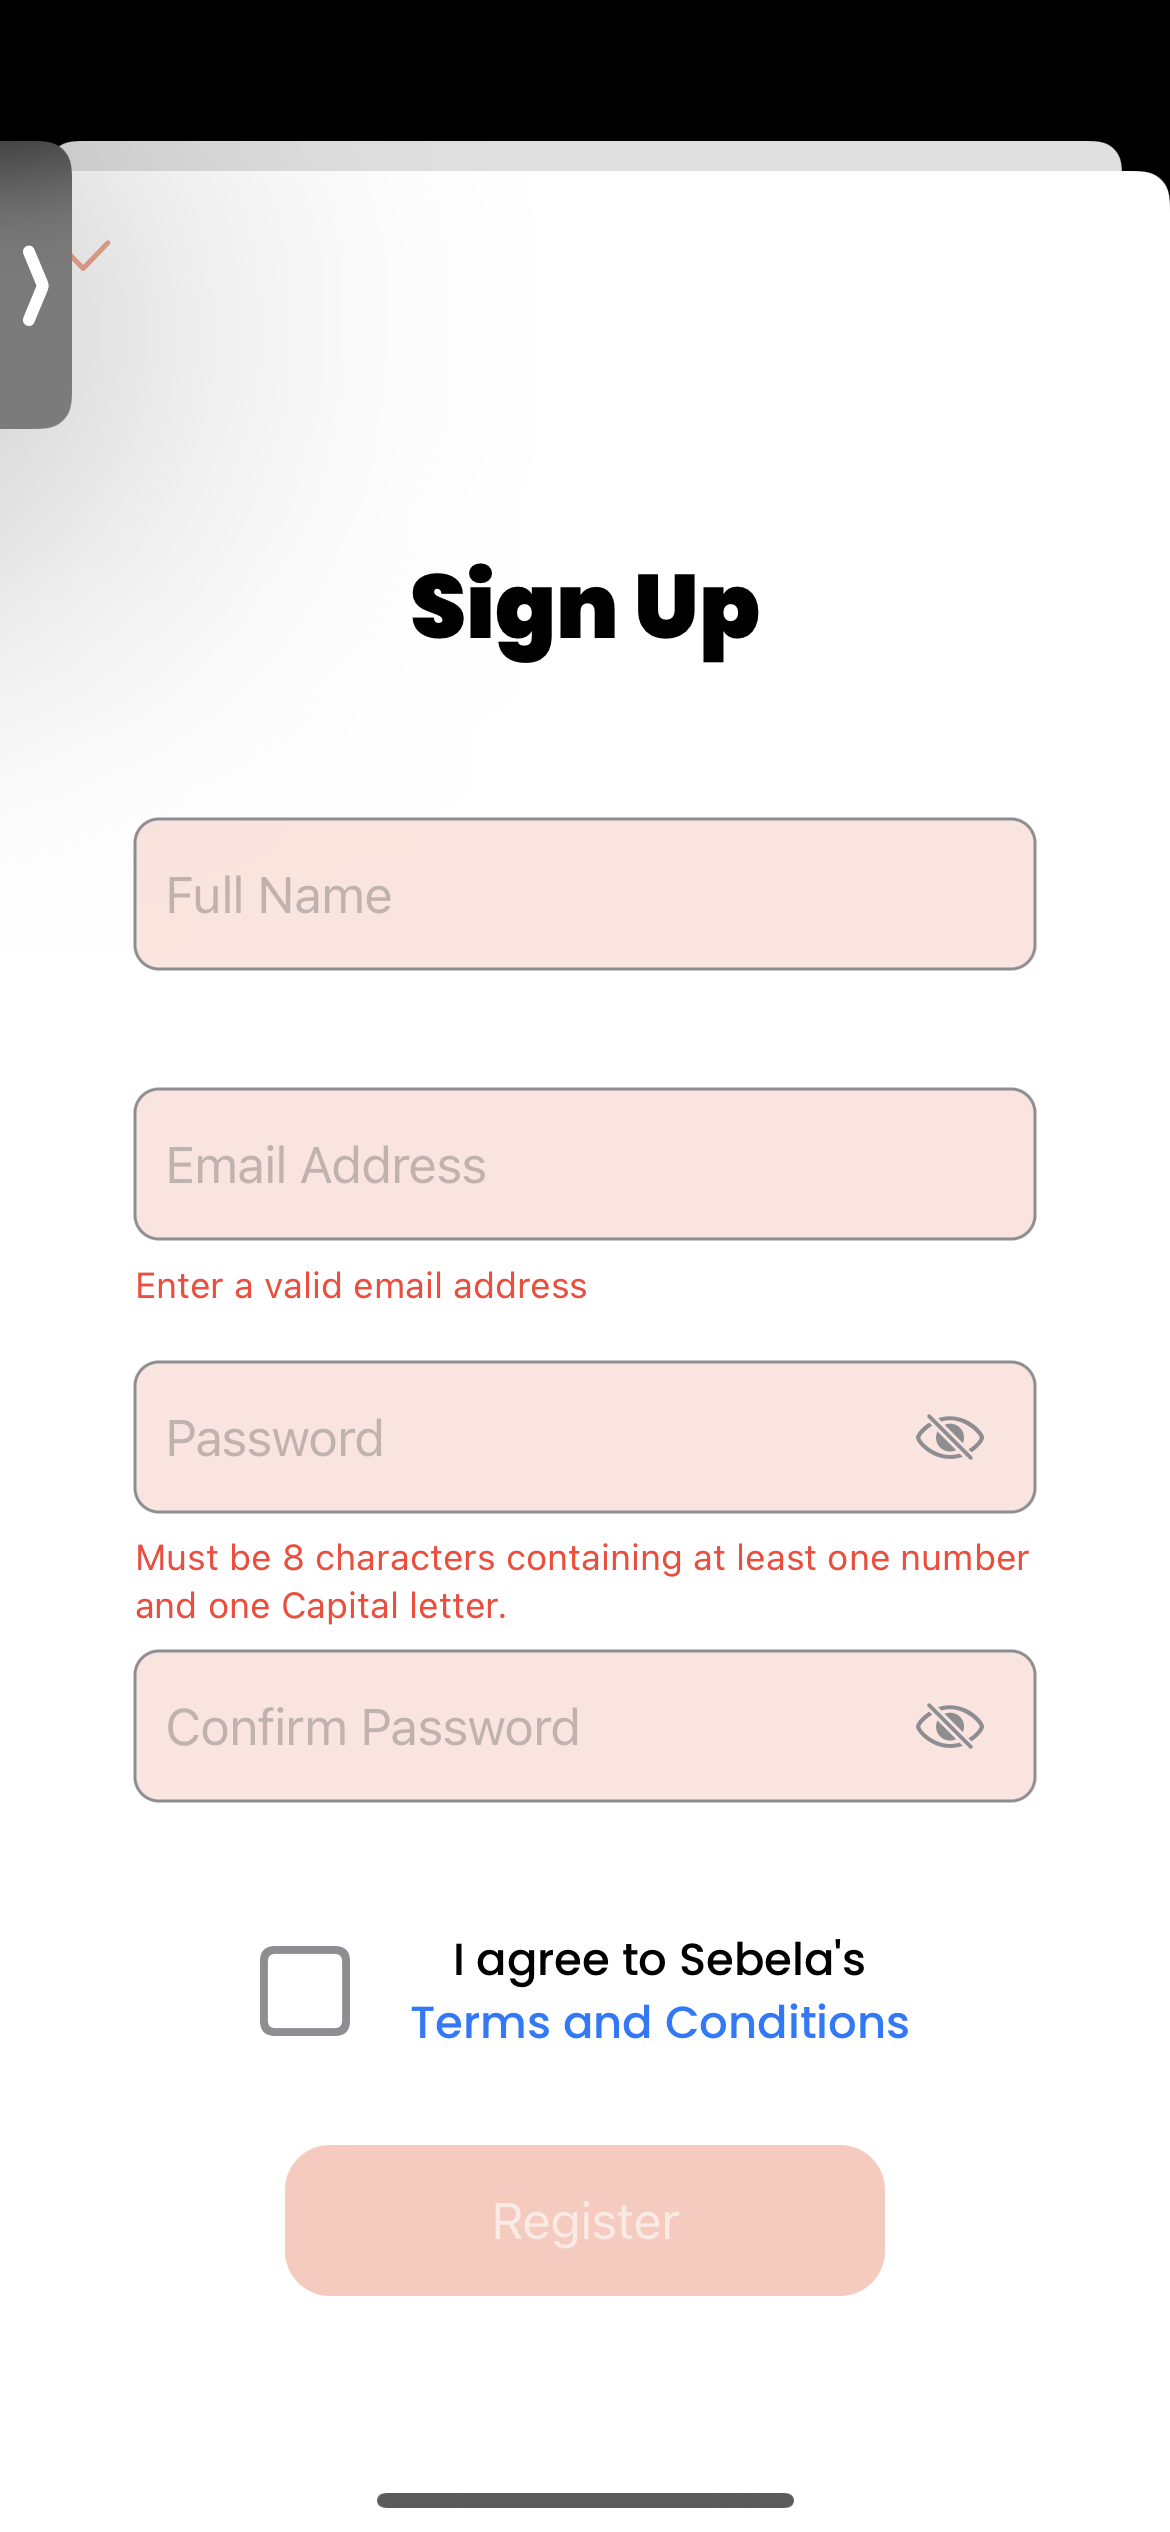 Sign Up
Full Name
Email Address
Enter a valid email address
Password
Must be 8 characters containing at least one number
and one Capital letter.
Confirm Password
I agree to Sebela's
Terms and Conditions
Register